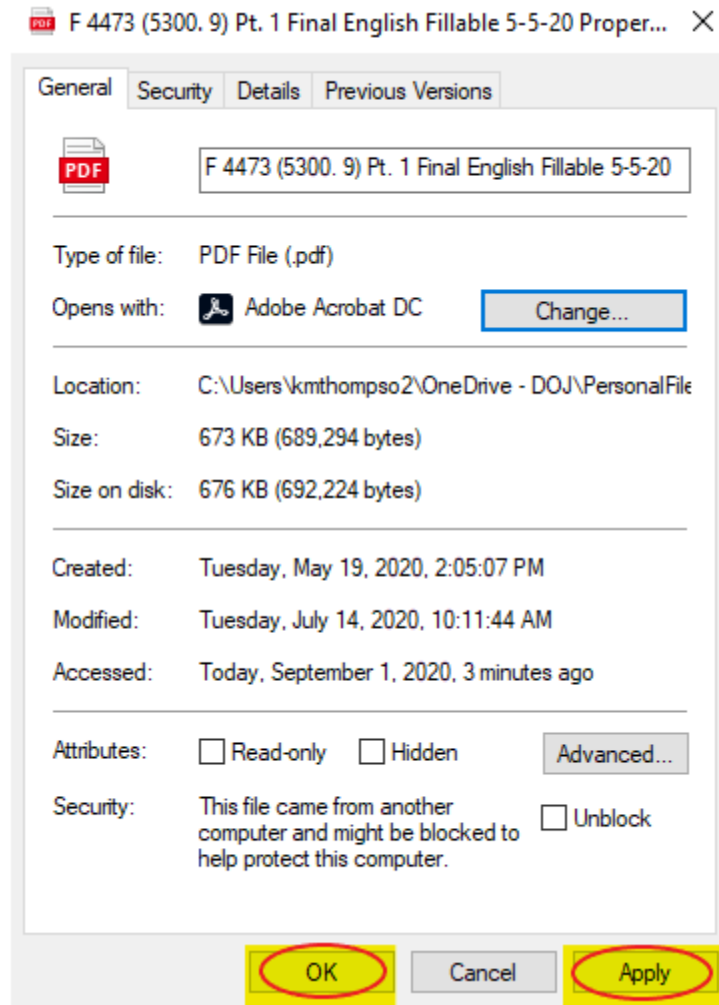 PDF F 4473 (5300. 9) Pt. 1 Final English Fillable 5-5-20 Proper...
General Security Details Previous Versions
PDF F 4473 (5300. 9) Pt. 1 Final English Fillable 5-5-20
Type of file: PDF File (.pdf)
Opens with: Adobe Acrobat DC Change...
Location: C:\Users\kmthompso2\OneDrive - DOJ\PersonalFile
Size: 673 KB (689,294 bytes)
Size on disk: 676 KB (692,224 bytes)
Created: Tuesday, May 19, 2020, 2:05:07 PM
Modified: Tuesday, July 14, 2020, 10:11:44 AM
Accessed: Today, September 1, 2020, 3 minutes ago
Attributes: Read-only Hidden Advanced...
Security: This file came from another
computer and might be blocked to
help protect this computer.
Unblock
OK Cancel Apply